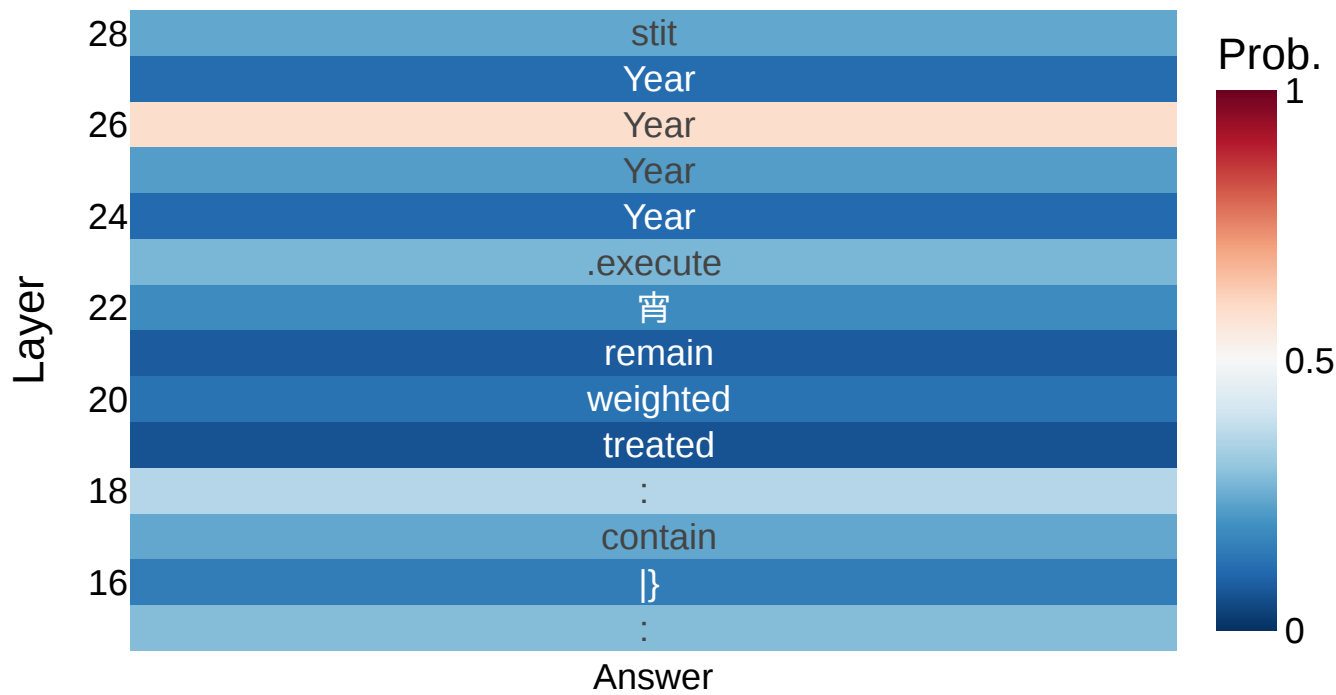 28 stit
Year
26 Year
Year
24 Year
.execute
22 宵
remain
20 weighted
treated
18 :
contain
16 |}
:
Layer
Answer
Prob.
1
0.5
0